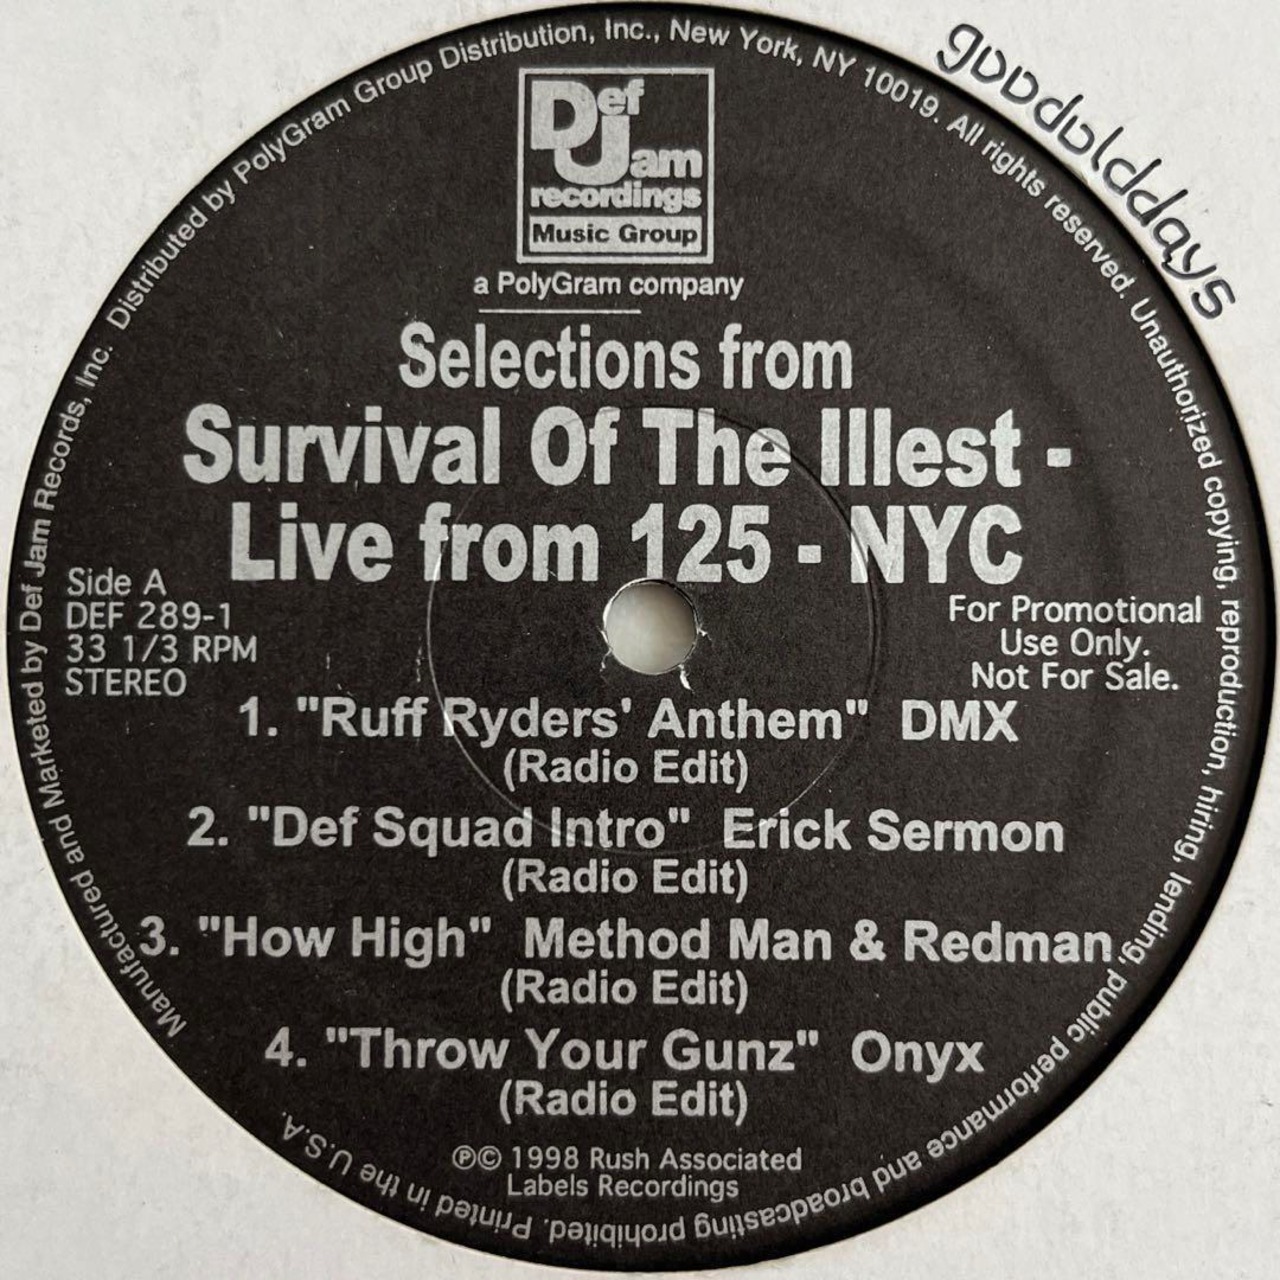 Manufactured and Marketed by Def Jam Records, Inc. Distributed by PolyGram Group Distribution, Inc., New York, NY 10019. All rights reserved. Unauthorized copying, reproduction, hiring, lending, public performance and broadcasting prohibited. Printed in the U.S.A.
gooddolddays
Def
Jam
recordings
Music Group
a PolyGram company
Selections from
Survival Of The Illest -
Live from 125 - NYC
Side A
DEF 289-1
33 1/3 RPM
STEREO
For Promotional
Use Only.
Not For Sale.
1. "Ruff Ryders' Anthem" DMX
(Radio Edit)
2. "Def Squad Intro" Erick Sermon
(Radio Edit)
3. "How High" Method Man & Redman
(Radio Edit)
4. "Throw Your Gunz" Onyx
(Radio Edit)
℗© 1998 Rush Associated
Labels Recordings